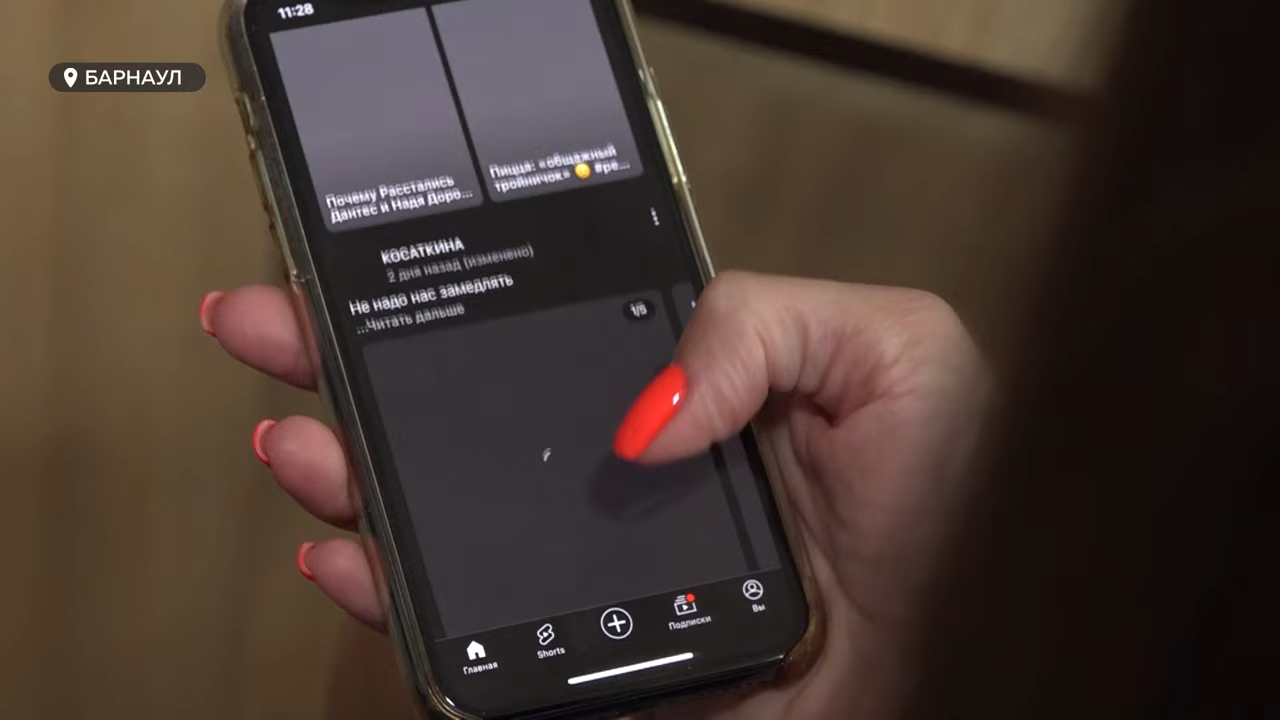 11:28
БАРНАУЛ
Почему Расстались
Дантес и Надя Доро...
Пицца: «общажный
тройничок» 😋 #ре...
КОСАТКИНА
2 дня назад (изменено)
Не надо нас замедлять
...Читать дальше
1/5
Главная
Shorts
Подписки
Вы